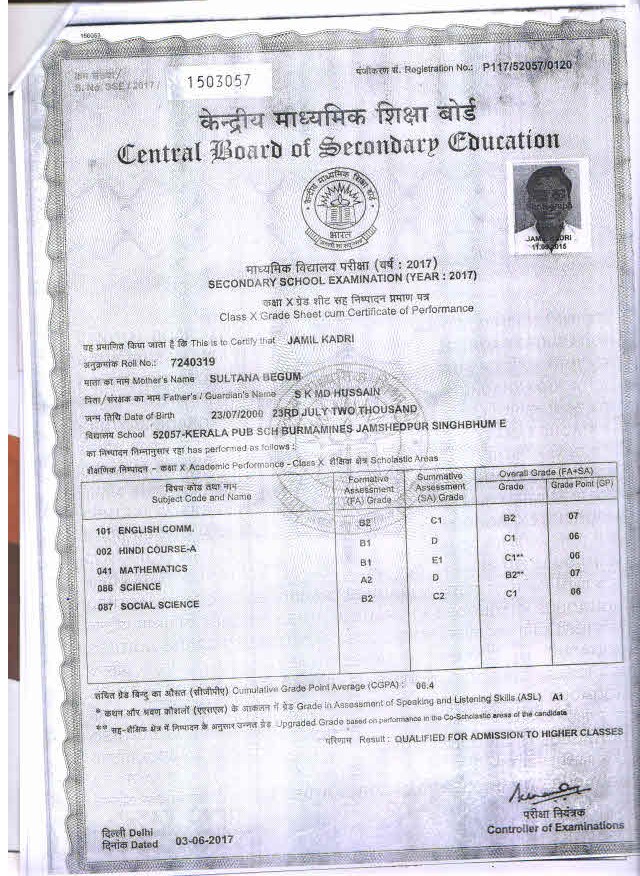 156053
क्रम संख्या/
S. No. SSE / 2017 / 1503057
पंजीकरण सं. Registration No.: P117/52057/0120
केन्द्रीय माध्यमिक शिक्षा बोर्ड
Central Board of Secondary Education
भारत
JAMIL KADRI
माध्यमिक विद्यालय परीक्षा (वर्ष : 2017)
SECONDARY SCHOOL EXAMINATION (YEAR : 2017)
कक्षा X ग्रेड शीट सह निष्पादन प्रमाण पत्र
Class X Grade Sheet cum Certificate of Performance
यह प्रमाणित किया जाता है कि This is to Certify that JAMIL KADRI
अनुक्रमांक Roll No.: 7240319
माता का नाम Mother's Name SULTANA BEGUM
पिता/संरक्षक का नाम Father's / Guardian's Name S K MD HUSSAIN
जन्म तिथि Date of Birth 23/07/2000 23RD JULY TWO THOUSAND
विद्यालय School 52057-KERALA PUB SCH BURMAMINES JAMSHEDPUR SINGHBHUM E
का निष्पादन निम्नानुसार रहा has performed as follows :
शैक्षणिक निष्पादन - कक्षा X Academic Performance - Class X शैक्षिक क्षेत्र Scholastic Areas
विषय कोड तथा नाम
Subject Code and Name
Formative Assessment (FA) Grade
Summative Assessment (SA) Grade
Overall Grade (FA+SA)
Grade Grade Point (GP)
101 ENGLISH COMM. B2 C1 B2 07
002 HINDI COURSE-A B1 D C1 06
041 MATHEMATICS B1 E1 C1** 06
086 SCIENCE A2 D B2** 07
087 SOCIAL SCIENCE B2 C2 C1 06
संचित ग्रेड बिन्दु का औसत (सीजीपीए) Cumulative Grade Point Average (CGPA) : 06.4
* कथन और श्रवण कौशलों (एएसएल) के आकलन में ग्रेड Grade in Assessment of Speaking and Listening Skills (ASL) A1
** सह-शैक्षिक क्षेत्र में निष्पादन के अनुसार उन्नत ग्रेड Upgraded Grade based on performance in the Co-Scholastic areas of the candidate
परिणाम Result : QUALIFIED FOR ADMISSION TO HIGHER CLASSES
परीक्षा नियंत्रक
Controller of Examinations
दिल्ली Delhi
दिनांक Dated 03-06-2017